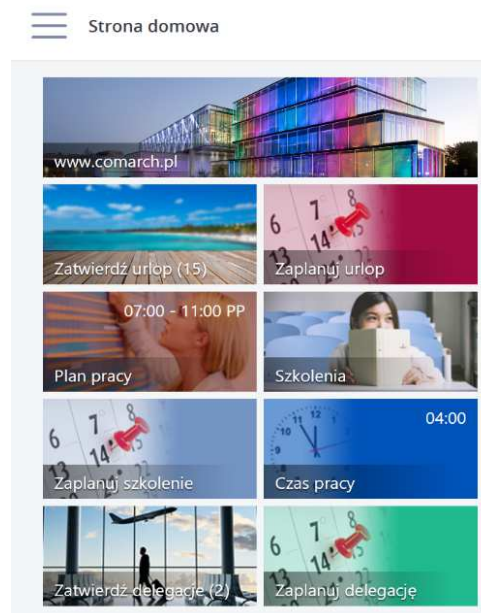 Strona domowa
www.comarch.pl
Zatwierdź urlop (15)
Zaplanuj urlop
07:00 - 11:00 PP
Plan pracy
Szkolenia
Zaplanuj szkolenie
04:00
Czas pracy
Zatwierdź delegacje (2)
Zaplanuj delegację